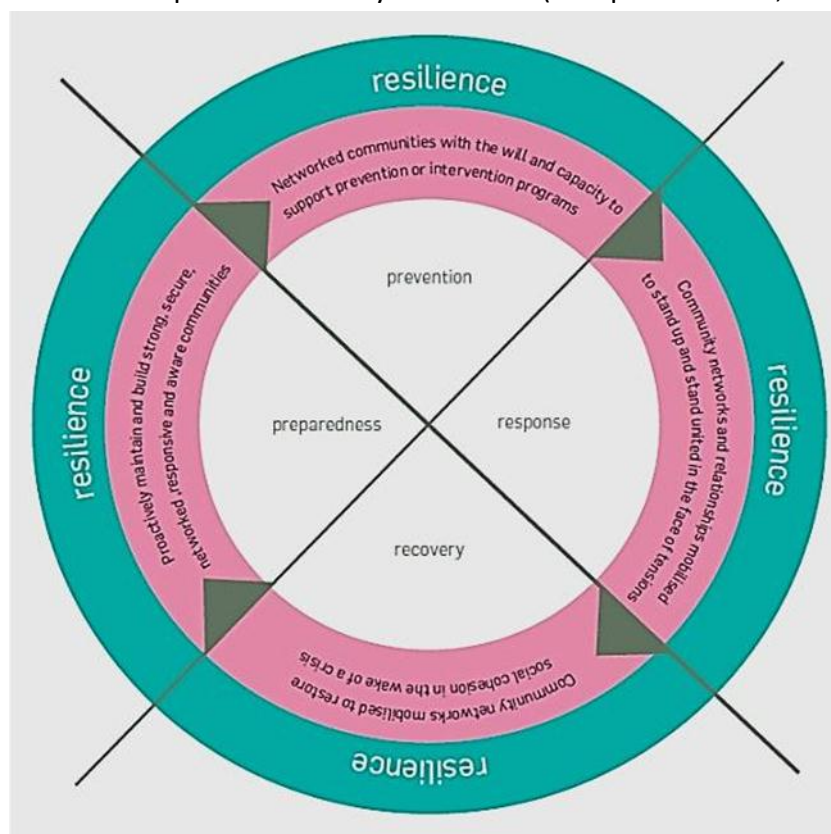 resilience
Networked communities with the will and capacity to
support prevention or intervention programs
prevention
resilience
Proactively maintain and build strong, secure,
networked, responsive and aware communities
preparedness
response
Community networks and relationships mobilised
to stand up and stand united in the face of tensions
resilience
recovery
Community networks mobilised to restore
social cohesion in the wake of a crisis
resilience